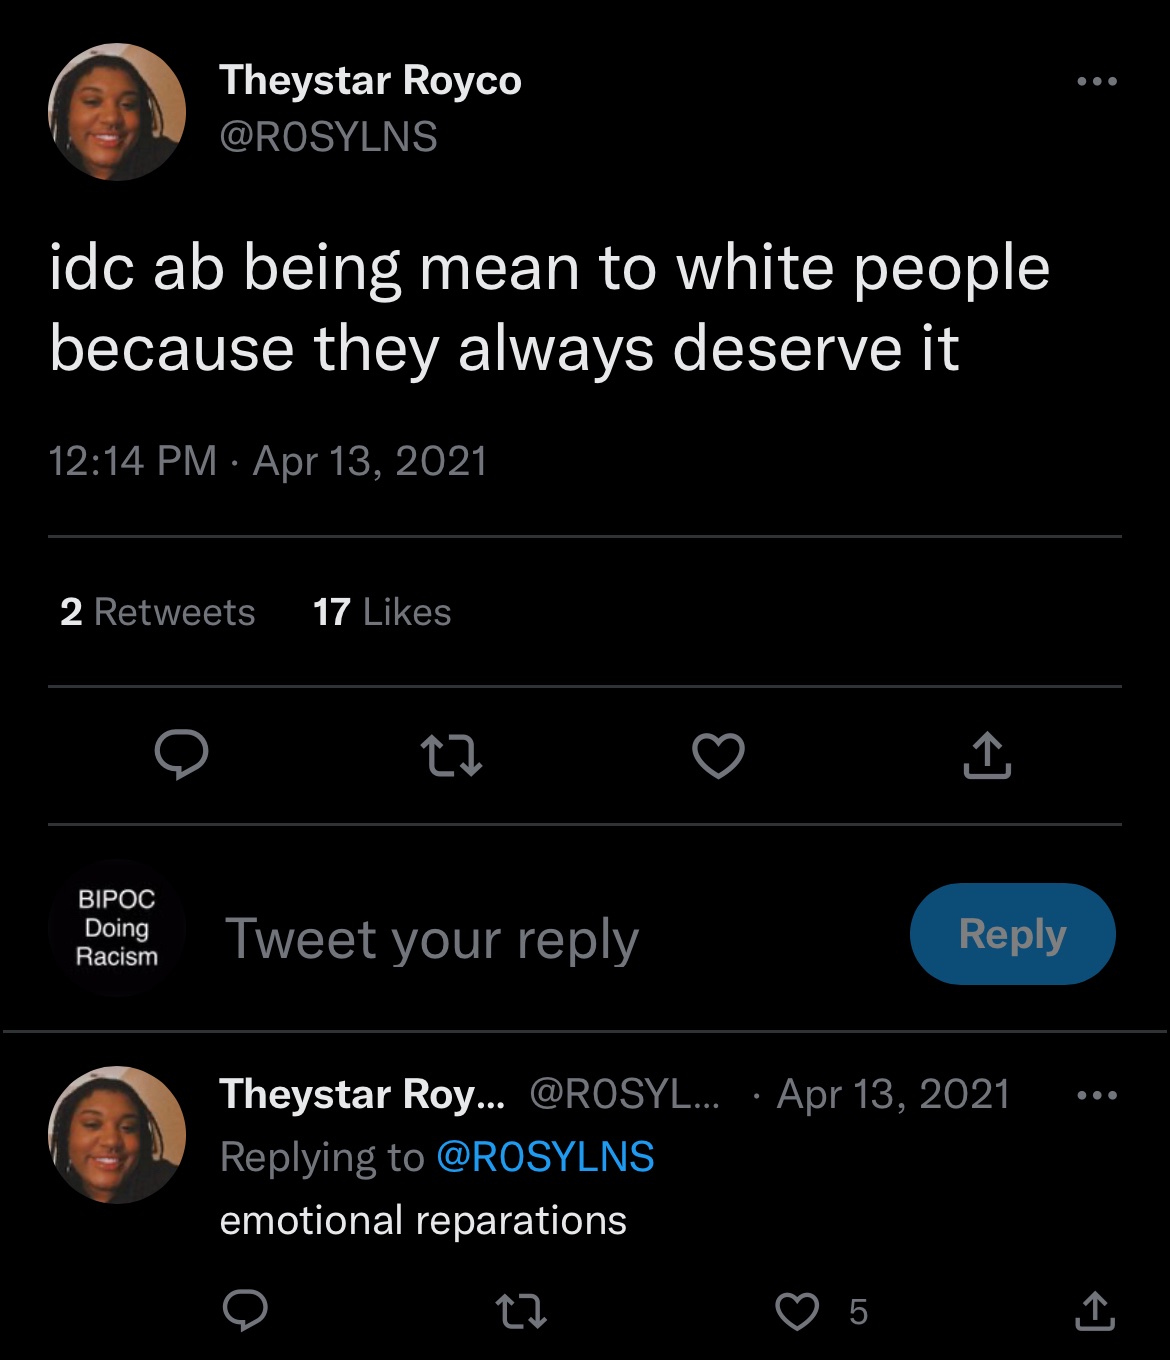 Theystar Royco
@R0SYLNS
idc ab being mean to white people
because they always deserve it
12:14 PM · Apr 13, 2021
2 Retweets 17 Likes
BIPOC
Doing
Racism
Tweet your reply
Reply
Theystar Roy... @R0SYL... · Apr 13, 2021
Replying to @R0SYLNS
emotional reparations
5